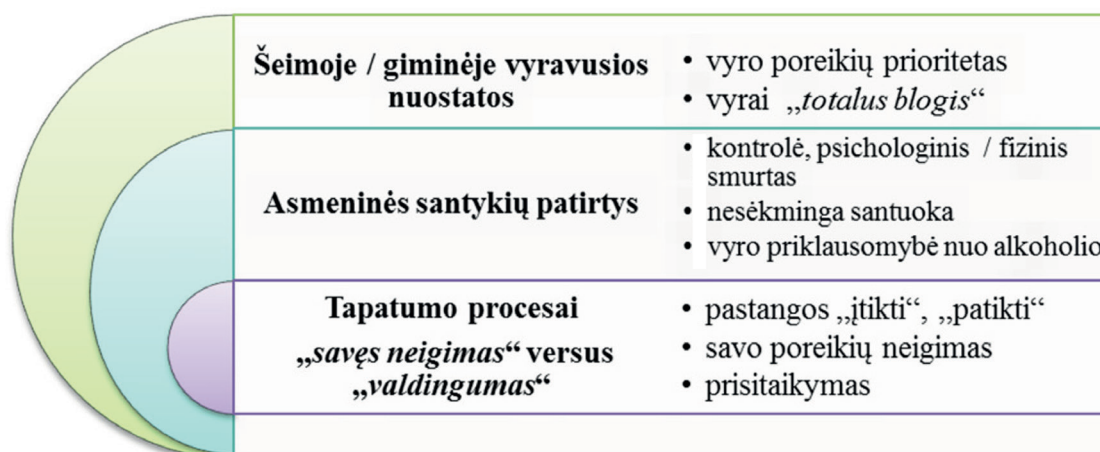 Šeimoje / giminėje vyravusios
nuostatos
• vyro poreikių prioritetas
• vyrai „totalus blogis“
Asmeninės santykių patirtys
• kontrolė, psichologinis / fizinis
smurtas
• nesėkminga santuoka
• vyro priklausomybė nuo alkoholio
Tapatumo procesai
„savęs neigimas“ versus
„valdingumas“
• pastangos „įtikti“, „patikti“
• savo poreikių neigimas
• prisitaikymas